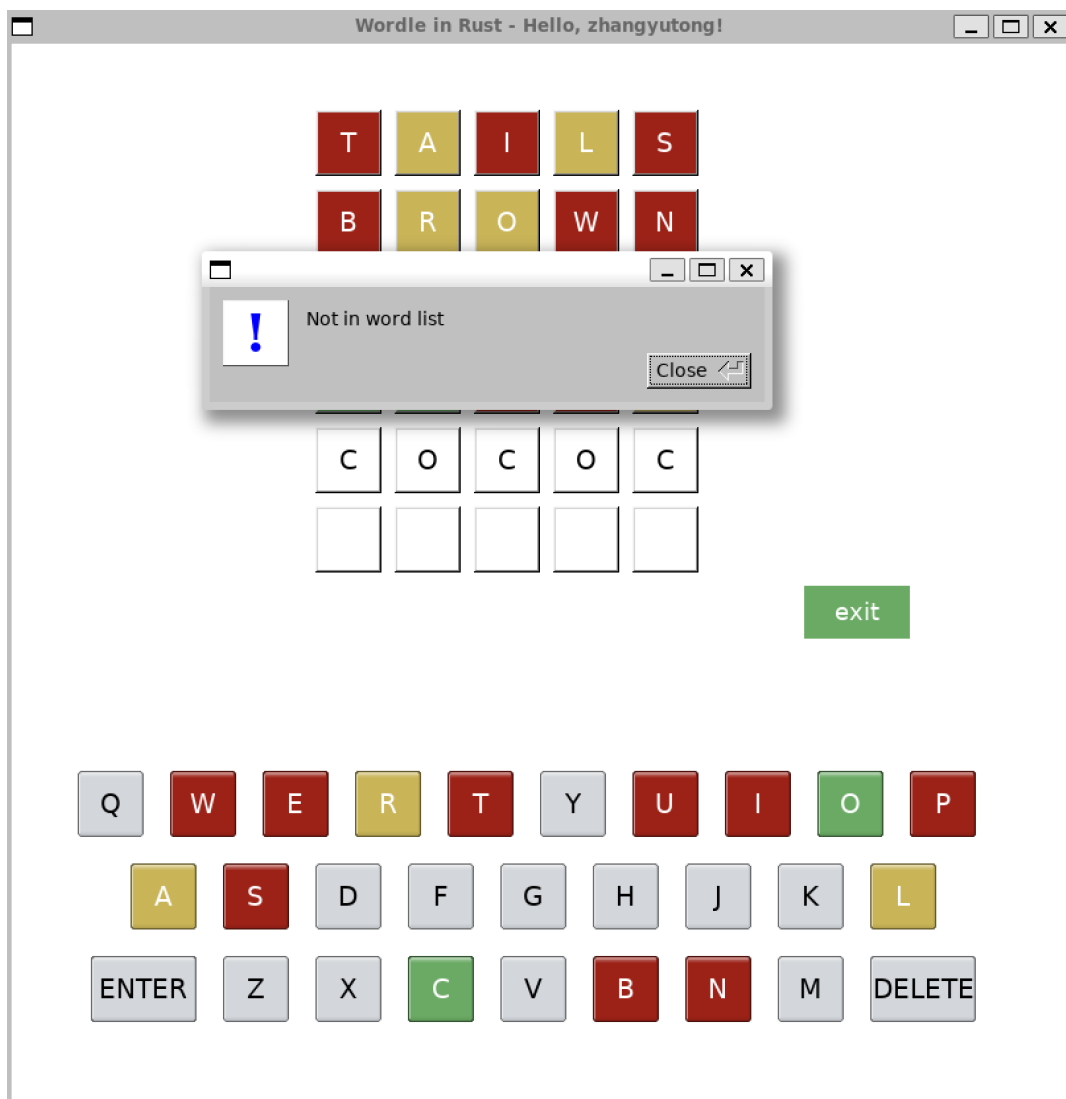 Wordle in Rust - Hello, zhangyutong!
T A I L S
B R O W N
!
Not in word list
Close
C O C O C
exit
Q W E R T Y U I O P
A S D F G H J K L
ENTER Z X C V B N M DELETE